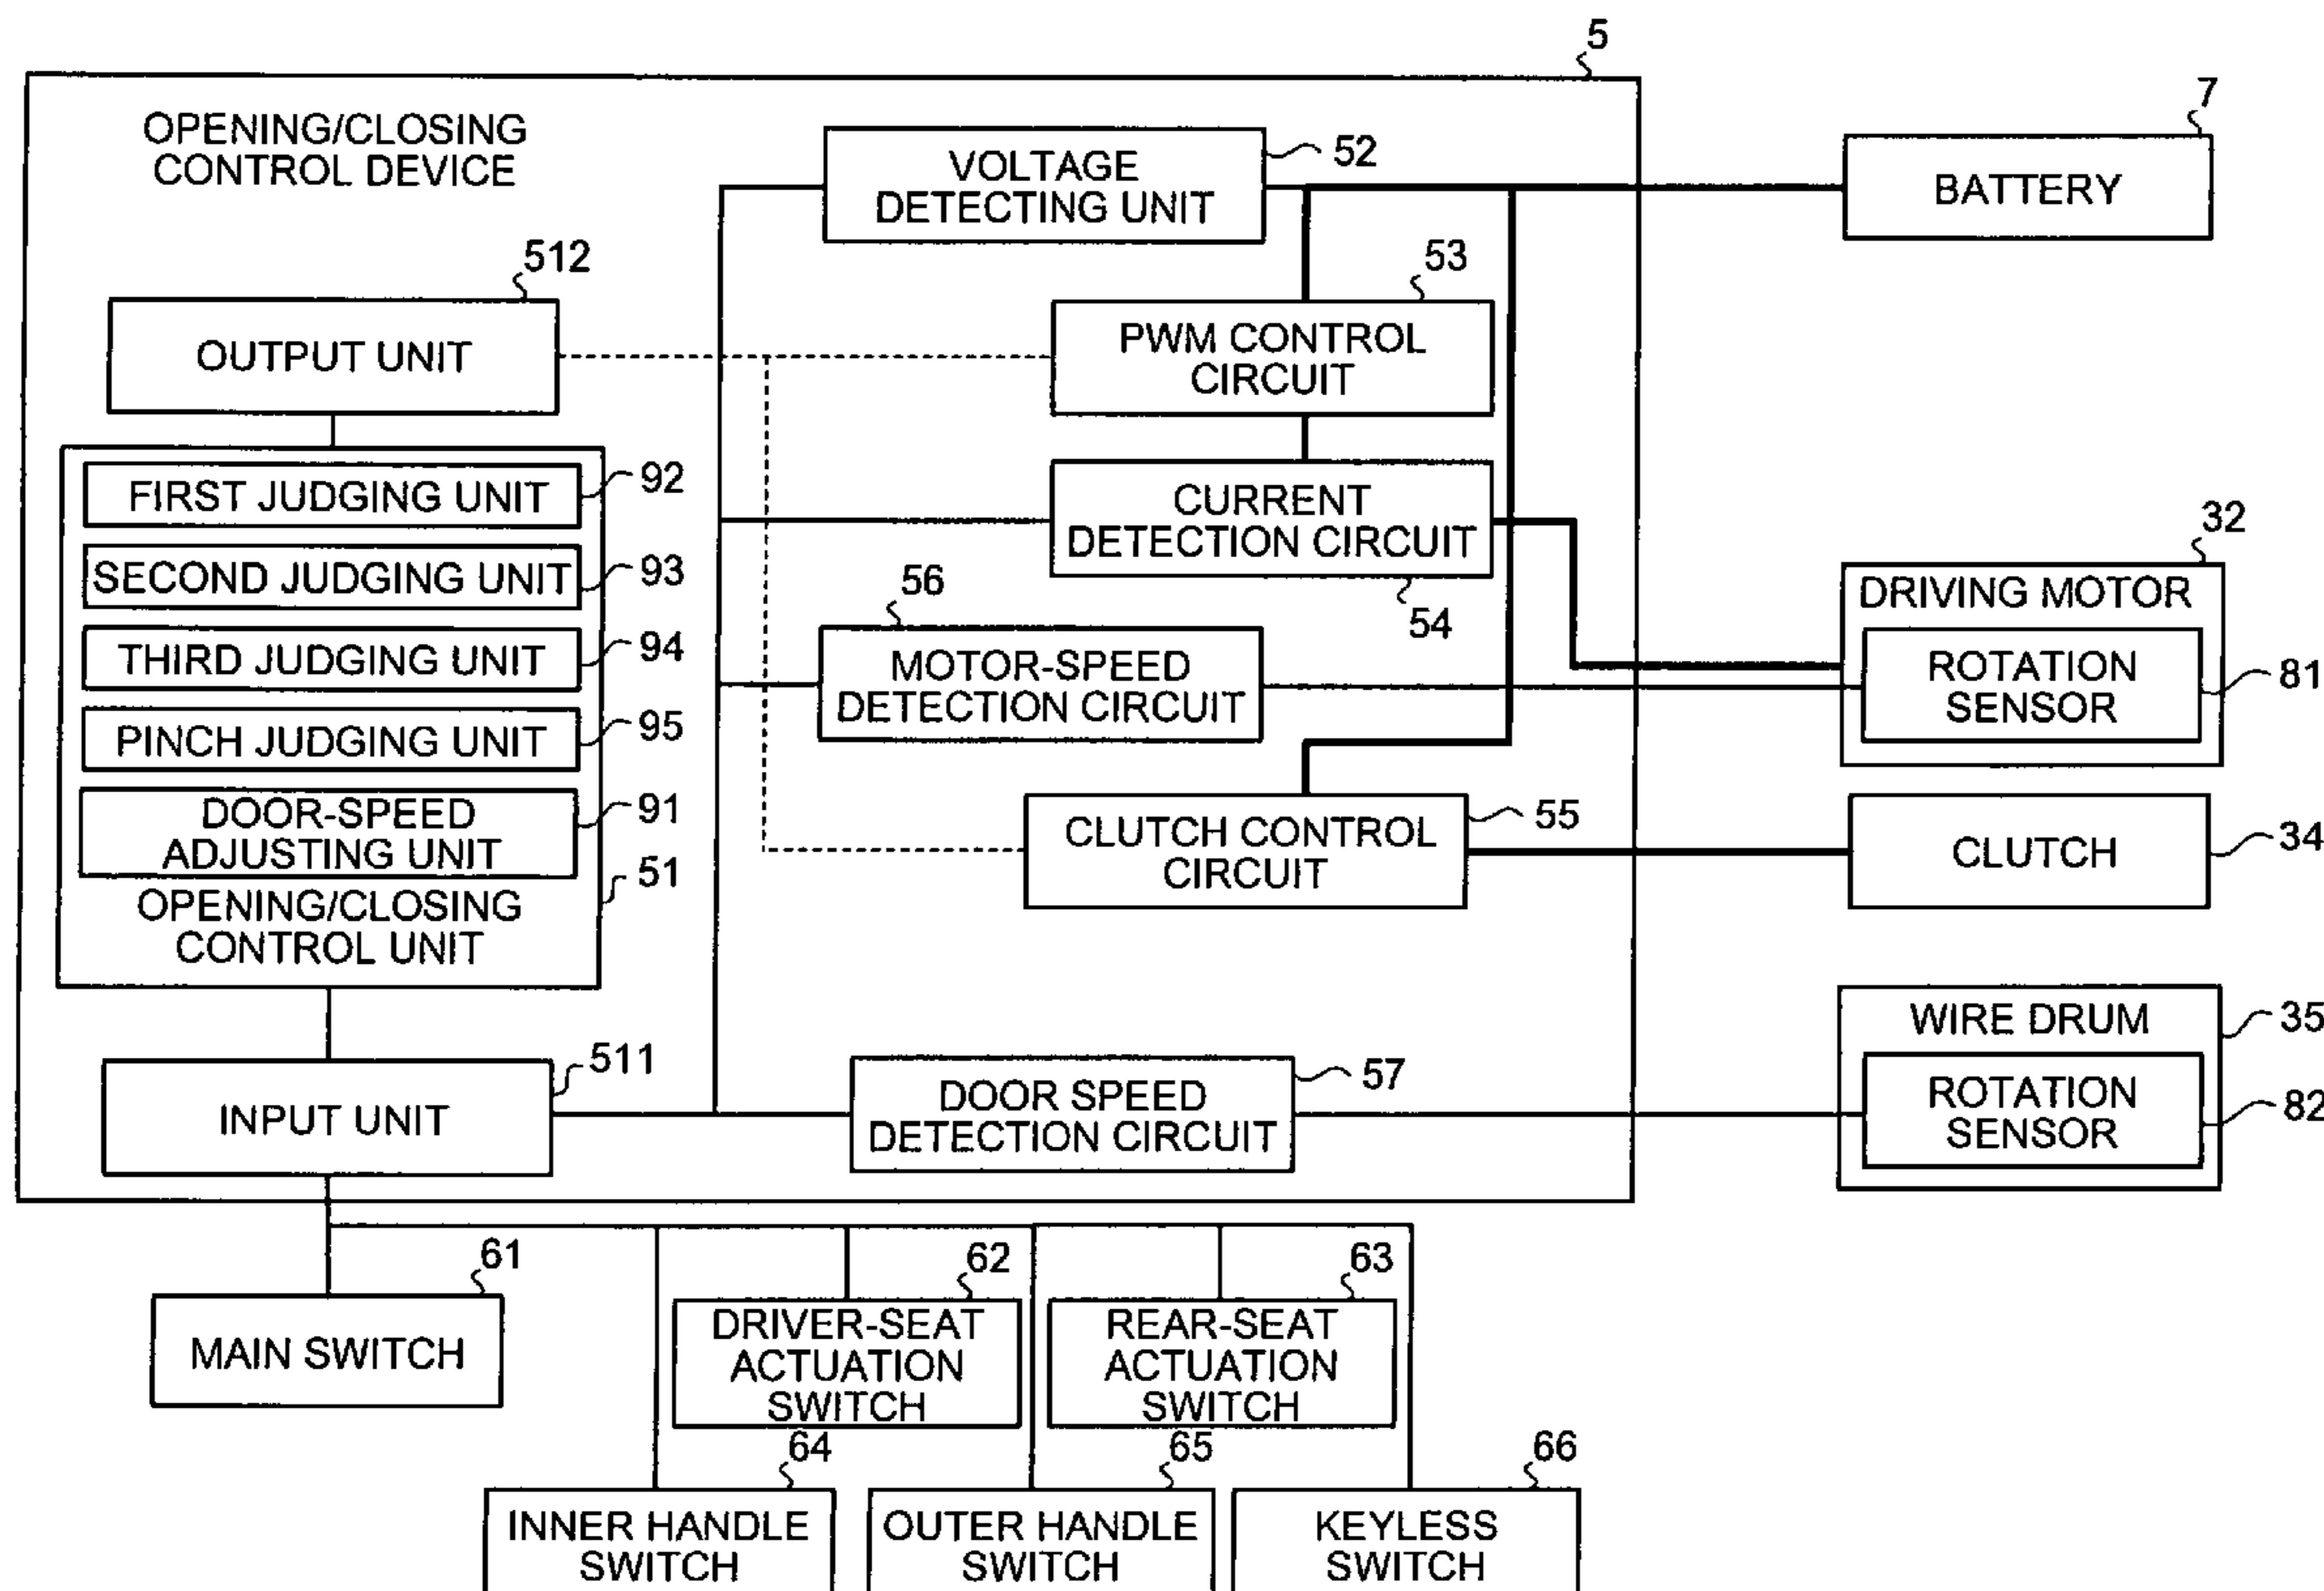 5
OPENING/CLOSING
CONTROL DEVICE
VOLTAGE
DETECTING UNIT
52
7
BATTERY
512
OUTPUT UNIT
53
PWM CONTROL
CIRCUIT
FIRST JUDGING UNIT
92
SECOND JUDGING UNIT
93
THIRD JUDGING UNIT
94
PINCH JUDGING UNIT
95
DOOR-SPEED
ADJUSTING UNIT
91
OPENING/CLOSING
CONTROL UNIT
51
CURRENT
DETECTION CIRCUIT
54
56
MOTOR-SPEED
DETECTION CIRCUIT
32
DRIVING MOTOR
ROTATION
SENSOR
81
CLUTCH CONTROL
CIRCUIT
55
CLUTCH
34
WIRE DRUM
35
ROTATION
SENSOR
82
INPUT UNIT
511
DOOR SPEED
DETECTION CIRCUIT
57
61
MAIN SWITCH
62
DRIVER-SEAT
ACTUATION
SWITCH
63
REAR-SEAT
ACTUATION
SWITCH
64
INNER HANDLE
SWITCH
65
OUTER HANDLE
SWITCH
66
KEYLESS
SWITCH